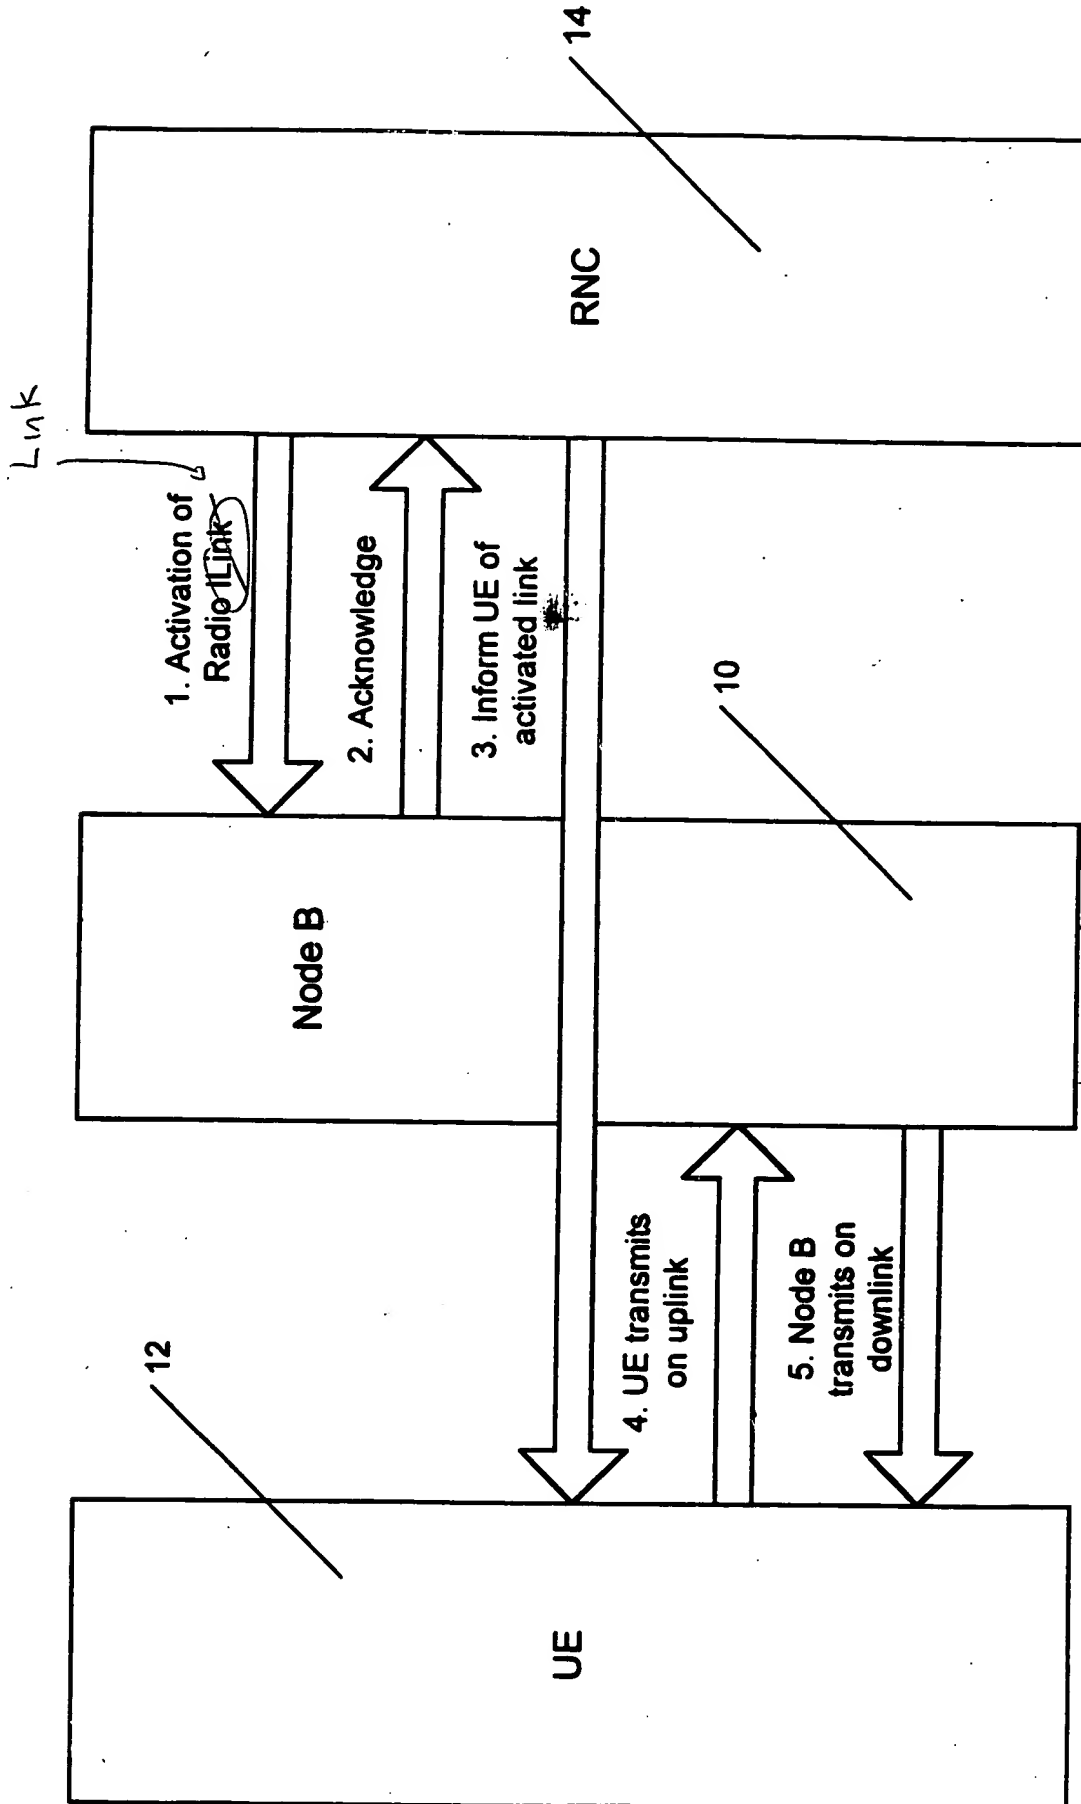 Link
1. Activation of
Radio lLink
2. Acknowledge
3. Inform UE of
activated link
4. UE transmits
on uplink
5. Node B
transmits on
downlink
UE
12
Node B
10
RNC
14